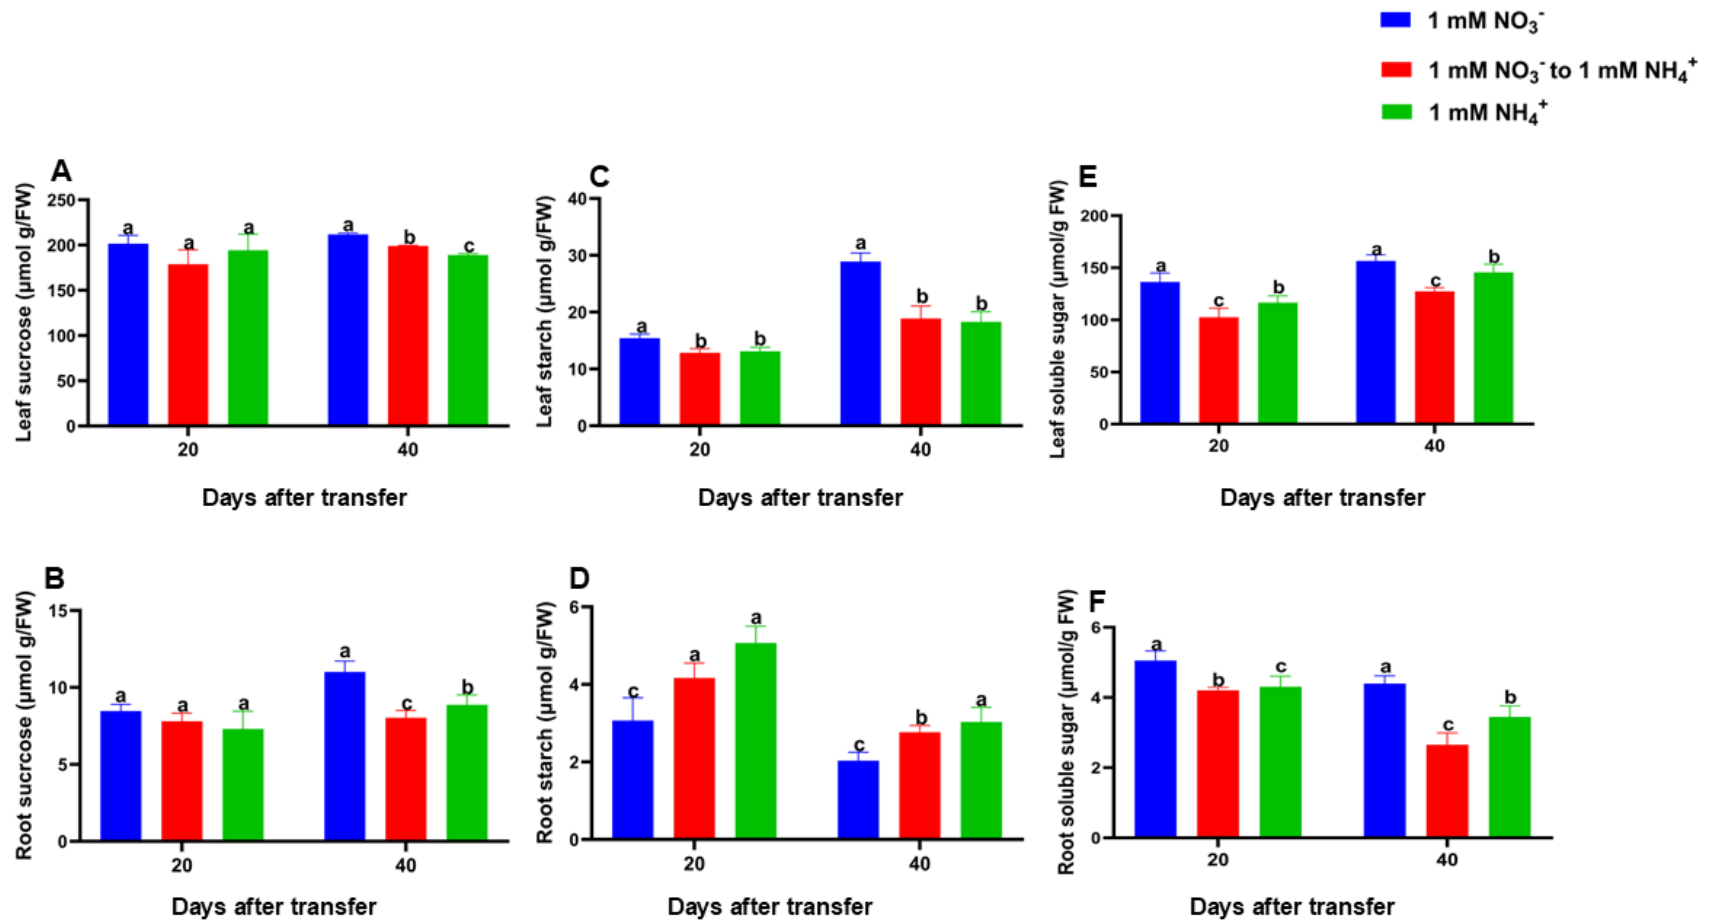 1 mM NO₃⁻
1 mM NO₃⁻ to 1 mM NH₄⁺
1 mM NH₄⁺
A
Leaf sucrcose (µmol g/FW)
250
200
150
100
50
0
a
a
a
a
b
c
20
40
Days after transfer
C
Leaf starch (µmol g/FW)
40
30
20
10
0
a
b
b
a
b
b
20
40
Days after transfer
E
Leaf soluble sugar (µmol/g FW)
200
150
100
50
0
a
c
b
a
c
b
20
40
Days after transfer
B
Root sucrcose (µmol g/FW)
15
10
5
0
a
a
a
a
c
b
20
40
Days after transfer
D
Root starch (µmol g/FW)
6
4
2
0
c
a
a
c
b
a
20
40
Days after transfer
F
Root soluble sugar (µmol/g FW)
6
4
2
0
a
b
c
a
c
b
20
40
Days after transfer